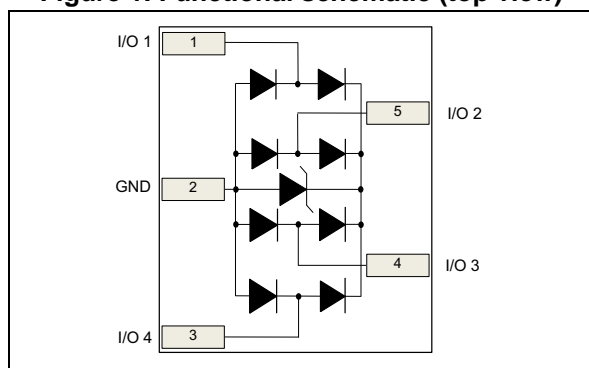 Figure 1. Functional schematic (top view)
I/O 1
1
5
I/O 2
GND
2
4
I/O 3
I/O 4
3